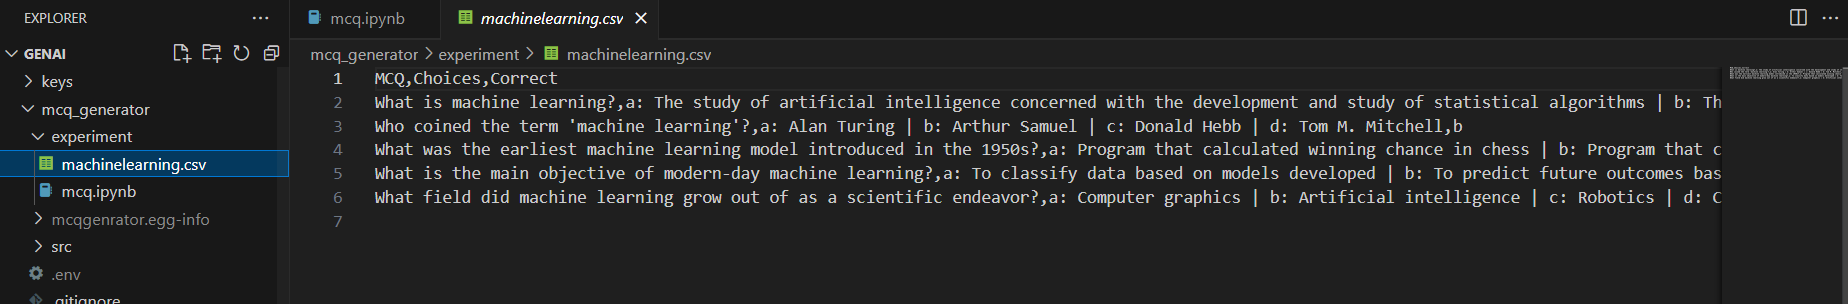 EXPLORER
GENAI
keys
mcq_generator
experiment
machinelearning.csv
mcq.ipynb
mcqgenrator.egg-info
src
.env
.gitignore
mcq.ipynb
machinelearning.csv
mcq_generator > experiment > machinelearning.csv
1 MCQ,Choices,Correct
2 What is machine learning?,a: The study of artificial intelligence concerned with the development and study of statistical algorithms | b: Th
3 Who coined the term 'machine learning'?,a: Alan Turing | b: Arthur Samuel | c: Donald Hebb | d: Tom M. Mitchell,b
4 What was the earliest machine learning model introduced in the 1950s?,a: Program that calculated winning chance in chess | b: Program that c
5 What is the main objective of modern-day machine learning?,a: To classify data based on models developed | b: To predict future outcomes bas
6 What field did machine learning grow out of as a scientific endeavor?,a: Computer graphics | b: Artificial intelligence | c: Robotics | d: C
7